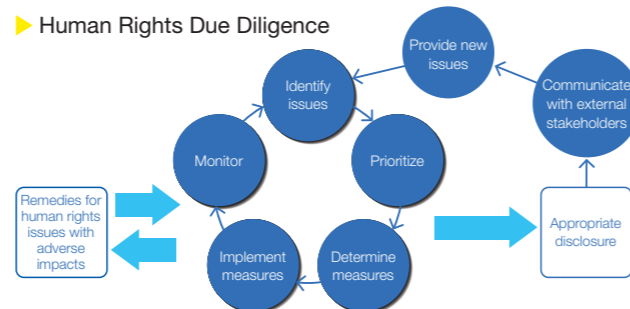 Human Rights Due Diligence
Provide new
issues
Identify
issues
Communicate
with external
stakeholders
Monitor
Prioritize
Remedies for
human rights
issues with
adverse
impacts
Implement
measures
Determine
measures
Appropriate
disclosure